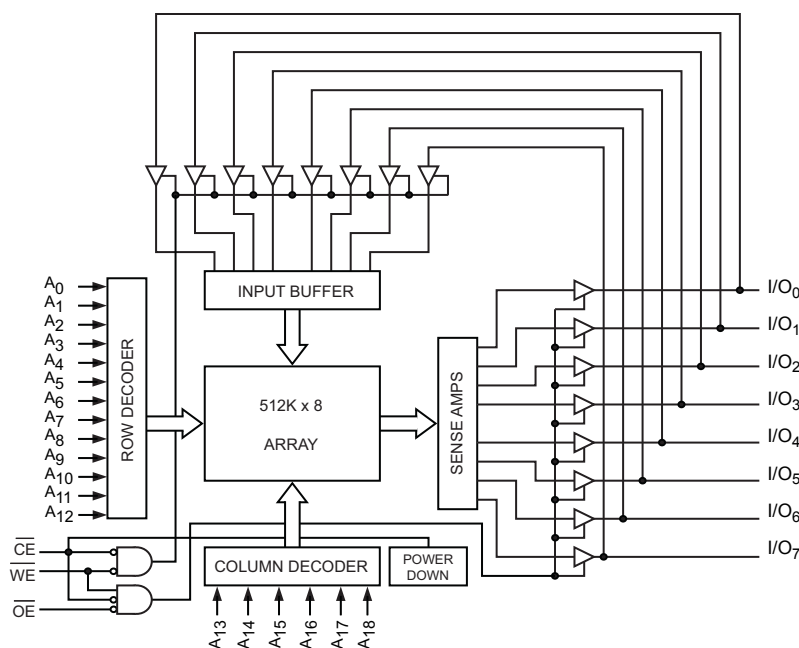 INPUT BUFFER
A0
A1
A2
A3
A4
A5
A6
A7
A8
A9
A10
A11
A12
ROW DECODER
512K x 8
ARRAY
SENSE AMPS
I/O0
I/O1
I/O2
I/O3
I/O4
I/O5
I/O6
I/O7
CE
WE
OE
COLUMN DECODER
POWER
DOWN
A13
A14
A15
A16
A17
A18